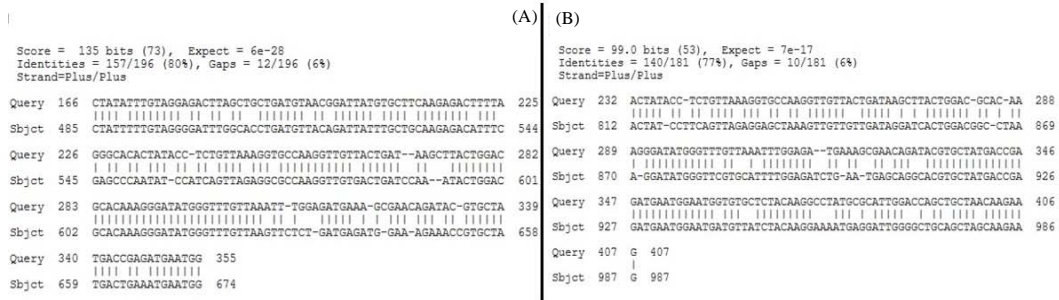 (A)
Score = 135 bits (73), Expect = 6e-28
Identities = 157/196 (80%), Gaps = 12/196 (6%)
Strand=Plus/Plus
Query 166 CTATATTTGTAGGAGACTTAGCTGCTGATGTAACGGATTATGTGCTTCAAGAGACTTTTA 225
Sbjct 485 CTATTTTTGTAGGGGATTTGGCACCTGATGTTACAGATTATTTGCTGCAAGAGACATTTC 544
Query 226 GGGCACACTATACC-TCTGTTAAAGGTGCCAAGGTTGTTACTGAT--AAGCTTACTGGAC 282
Sbjct 545 GAGCCCAATAT-CCATCAGTTAGAGGCGCCAAGGTTGTGACTGATCCAA--ATACTGGAC 601
Query 283 GCACAAAGGGATATGGGTTTGTTAAATT-TGGAGATGAAA-GCGAACAGATAC-GTGCTA 339
Sbjct 602 GCACAAAGGGATATGGGTTTGTTAAGTTCTCT-GATGAGATG-GAA-AGAAACCGTGCTA 658
Query 340 TGACCGAGATGAATGG 355
Sbjct 659 TGACTGAAATGAATGG 674
(B)
Score = 99.0 bits (53), Expect = 7e-17
Identities = 140/181 (77%), Gaps = 10/181 (6%)
Strand=Plus/Plus
Query 232 ACTATACC-TCTGTTAAAGGTGCCAAGGTTGTTACTGATAAGCTTACTGGAC-GCAC-AA 288
Sbjct 812 ACTAT-CCTTCAGTTAGAGGAGCTAAAGTTGTTGTTGATAGGATCACTGGACGGC-CTAA 869
Query 289 AGGGATATGGGTTTGTTAAATTTGGAGA--TGAAAGCGAACAGATACGTGCTATGACCGA 346
Sbjct 870 A-GGATATGGGTTCGTGCATTTTGGAGATCTG-AA-TGAGCAGGCACGTGCTATGACCGA 926
Query 347 GATGAATGGAATGGTGTGCTCTACAAGGCCTATGCGCATTGGACCAGCTGCTAACAAGAA 406
Sbjct 927 GATGAATGGAATGATGTTATCTACAAGGAAAATGAGGATTGGGGCTGCAGCTAGCAAGAA 986
Query 407 G 407
Sbjct 987 G 987